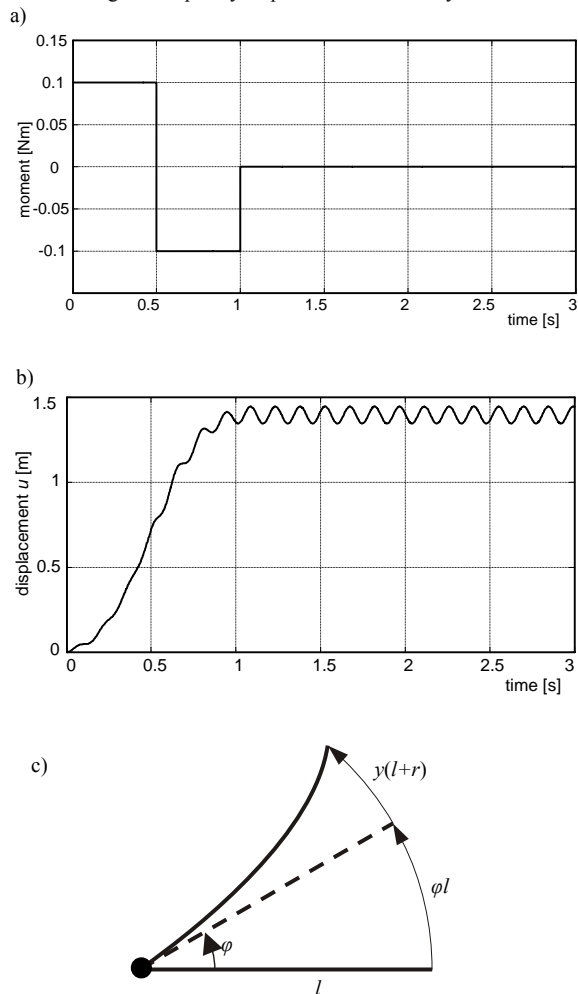 a)
0.15
0.1
0.05
0
-0.05
-0.1
moment [Nm]
0 0.5 1 2 2.5 3
time [s]
b)
1.5
1
0.5
0
displacement u [m]
0 0.5 1 1.5 2 2.5 3
time [s]
c)
y(l+r)
φl
φ
l